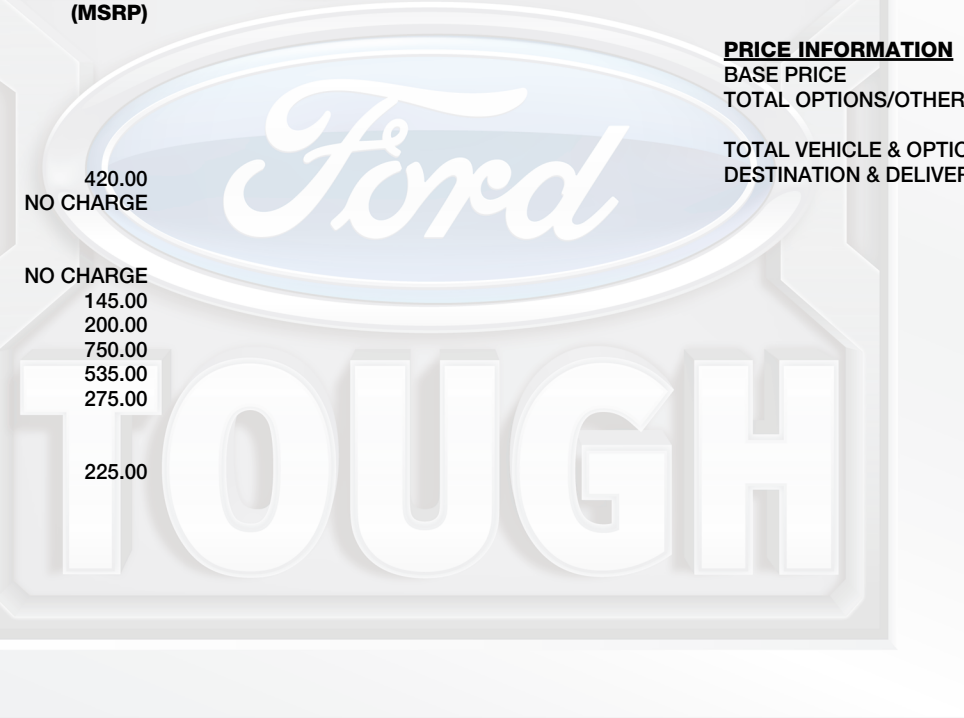 (MSRP)
420.00
NO CHARGE
NO CHARGE
145.00
200.00
750.00
535.00
275.00
225.00
PRICE INFORMATION
BASE PRICE
TOTAL OPTIONS/OTHER
TOTAL VEHICLE & OPTIO
DESTINATION & DELIVER
Ford
TOUGH